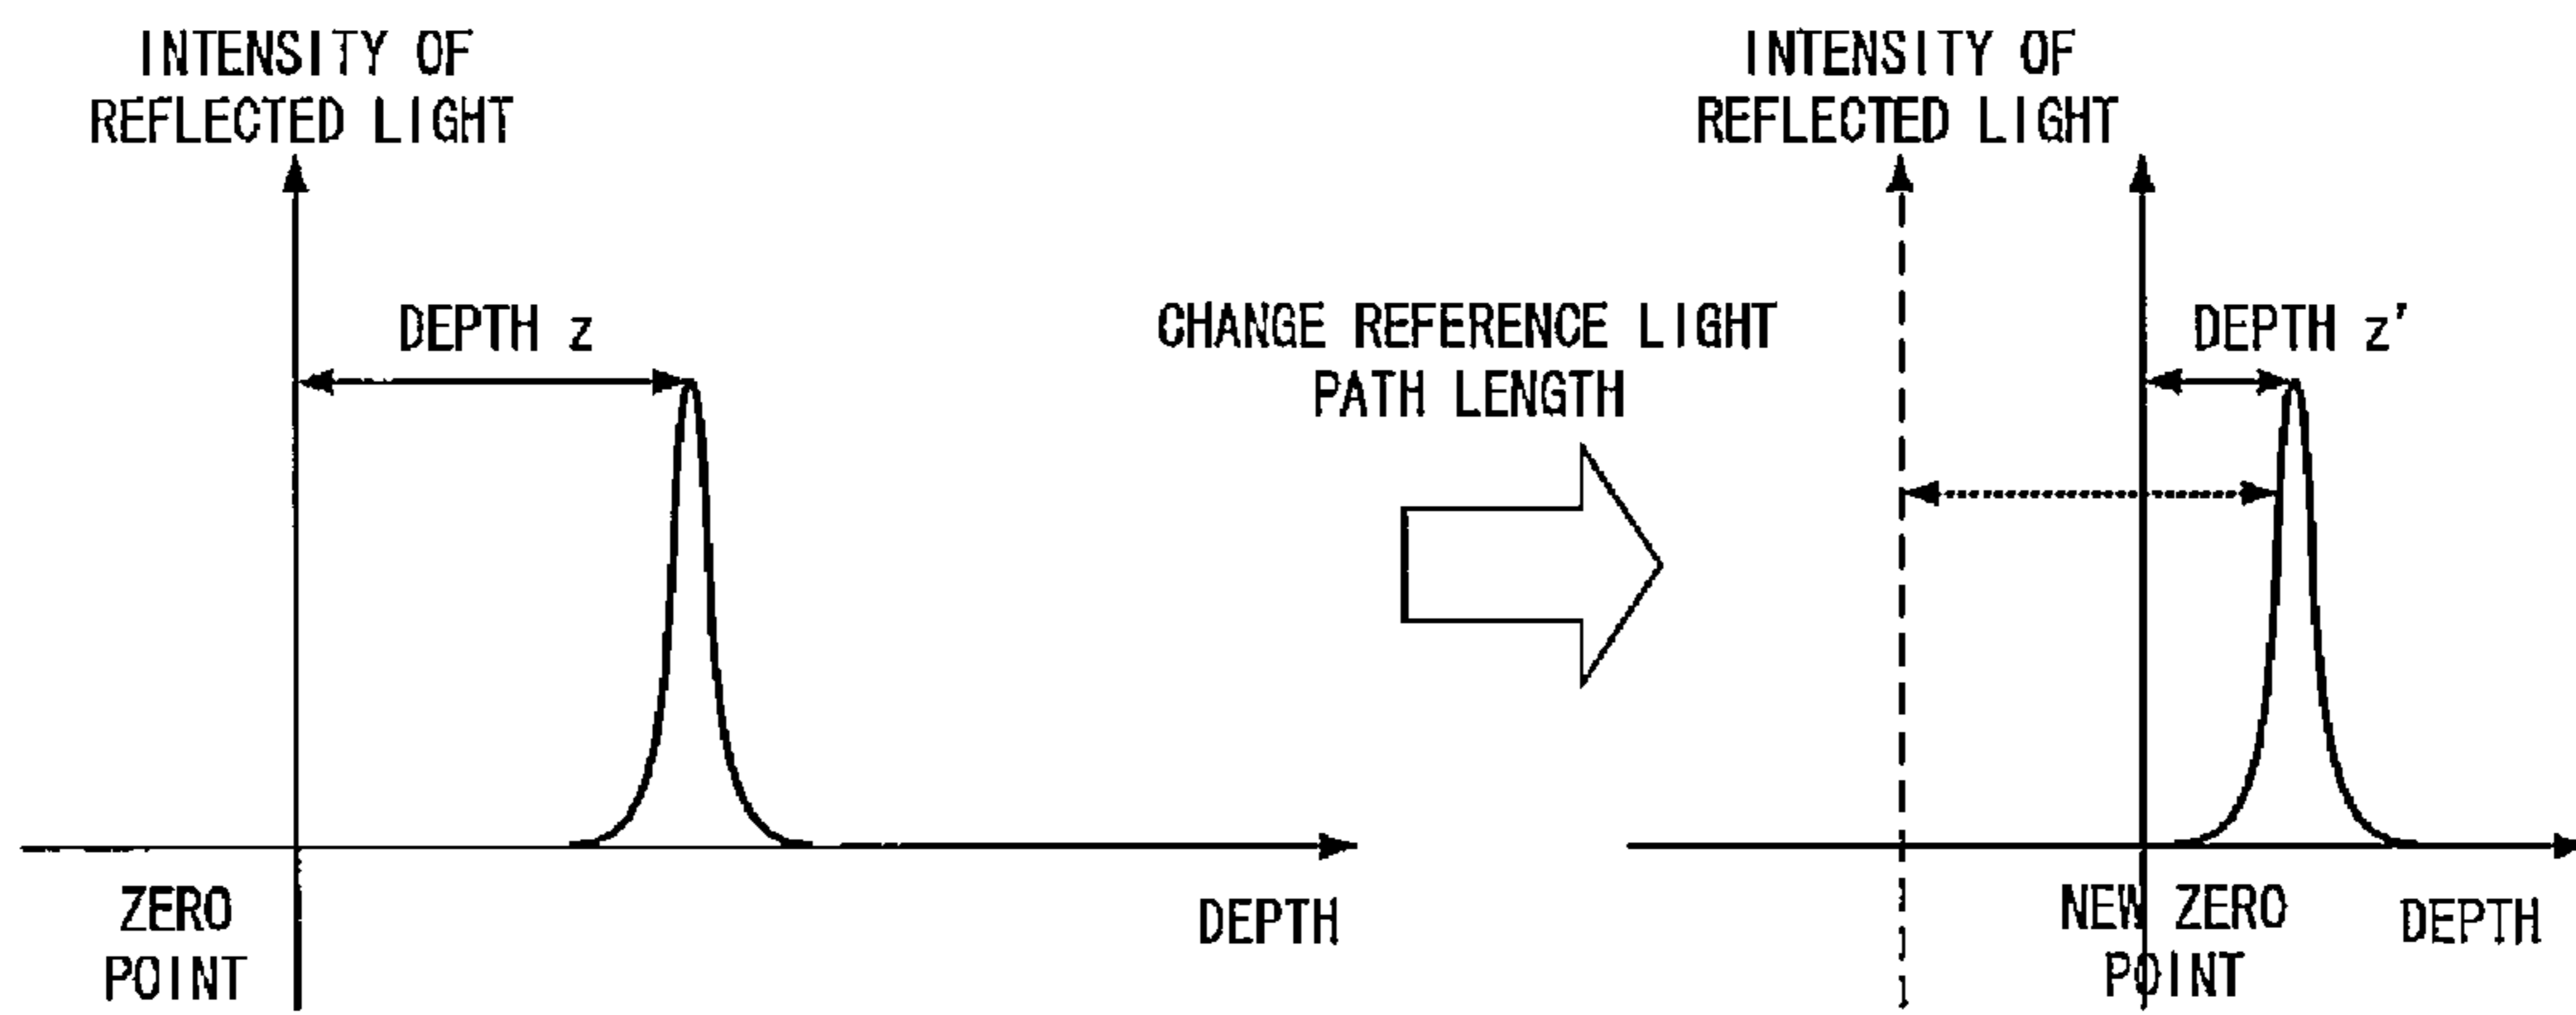 INTENSITY OF
REFLECTED LIGHT
DEPTH z
ZERO
POINT
DEPTH
CHANGE REFERENCE LIGHT
PATH LENGTH
INTENSITY OF
REFLECTED LIGHT
DEPTH z'
NEW ZERO
POINT
DEPTH